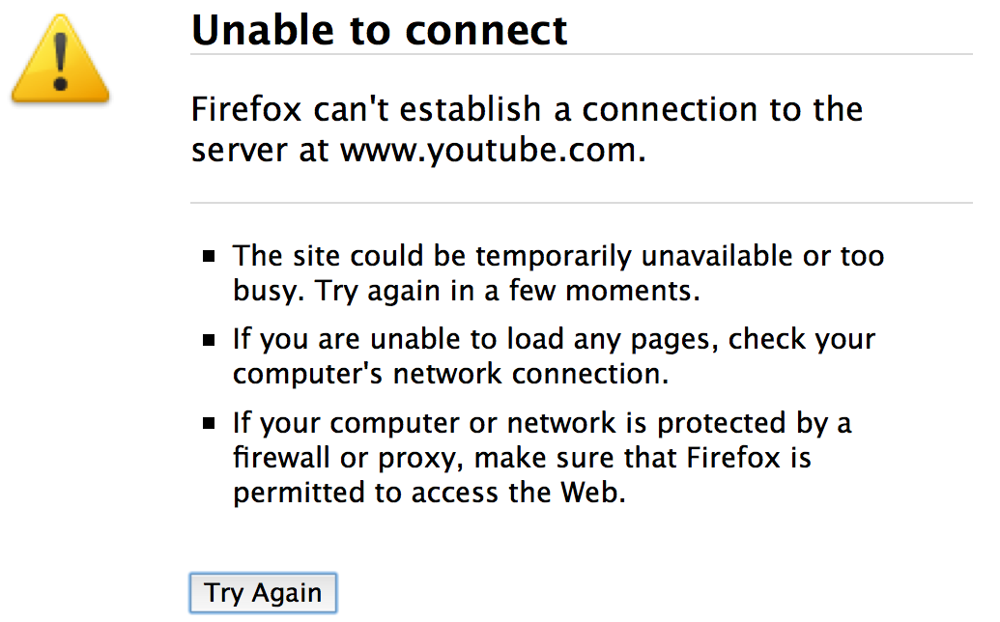 Unable to connect
Firefox can't establish a connection to the
server at www.youtube.com.
The site could be temporarily unavailable or too
busy. Try again in a few moments.
If you are unable to load any pages, check your
computer's network connection.
If your computer or network is protected by a
firewall or proxy, make sure that Firefox is
permitted to access the Web.
Try Again